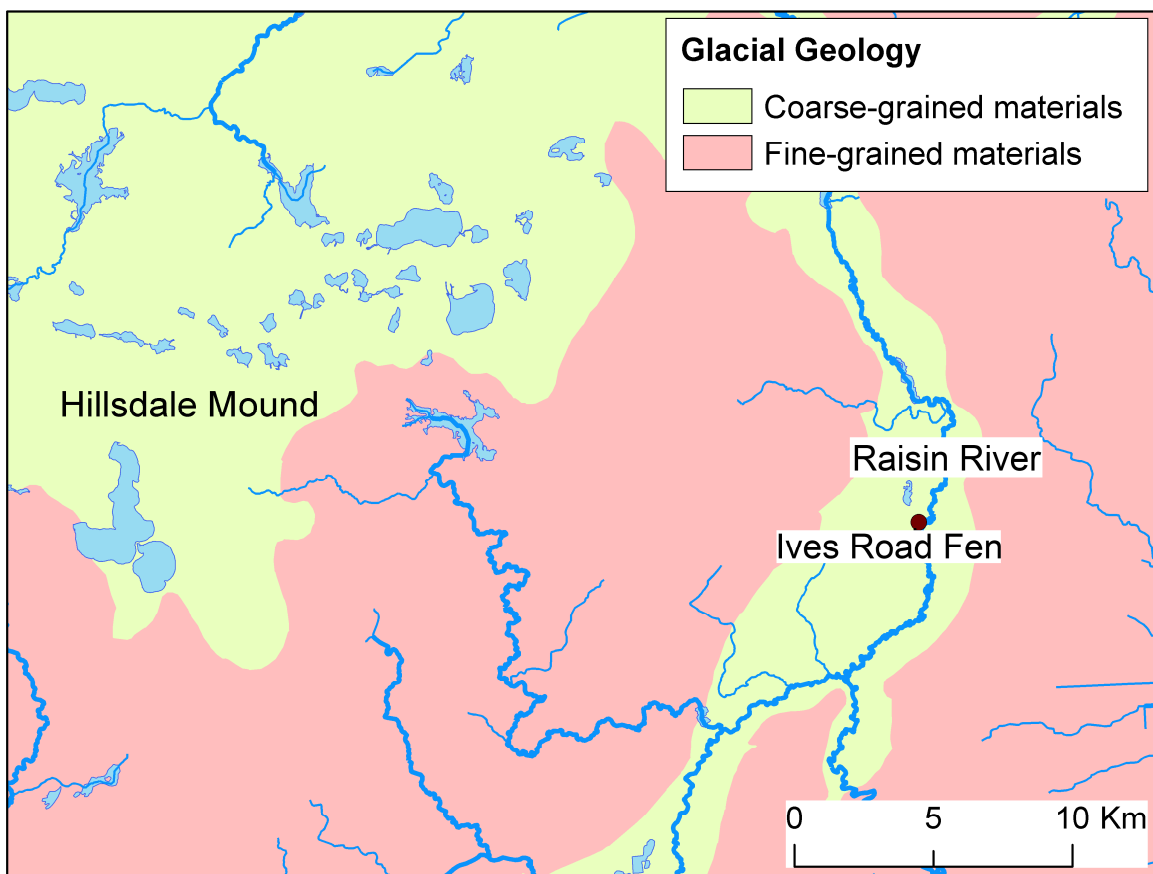 Glacial Geology
Coarse-grained materials
Fine-grained materials
Hillsdale Mound
Raisin River
Ives Road Fen
0 5 10 Km